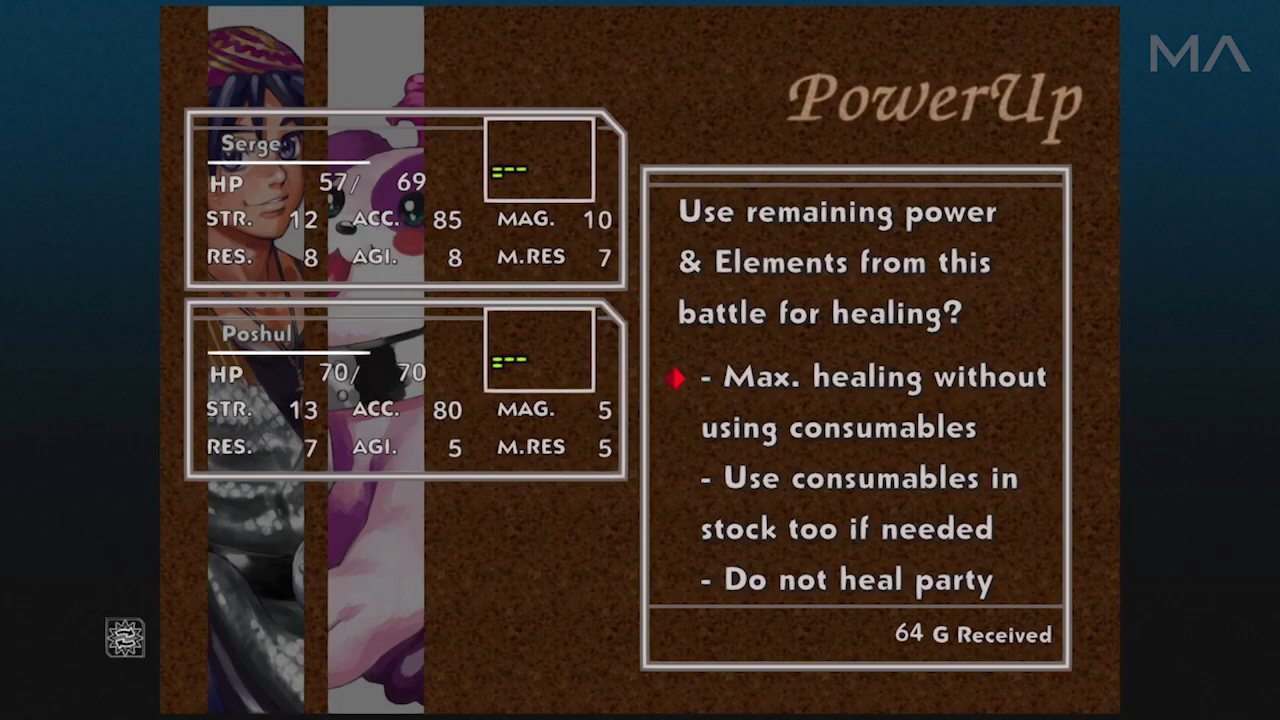 MA
PowerUp
Serge
HP 57/ 69
STR. 12 ACC. 85 MAG. 10
RES. 8 AGI. 8 M.RES 7
Poshul
HP 70/ 70
STR. 13 ACC. 80 MAG. 5
RES. 7 AGI. 5 M.RES 5
Use remaining power
& Elements from this
battle for healing?
- Max. healing without
using consumables
- Use consumables in
stock too if needed
- Do not heal party
64 G Received